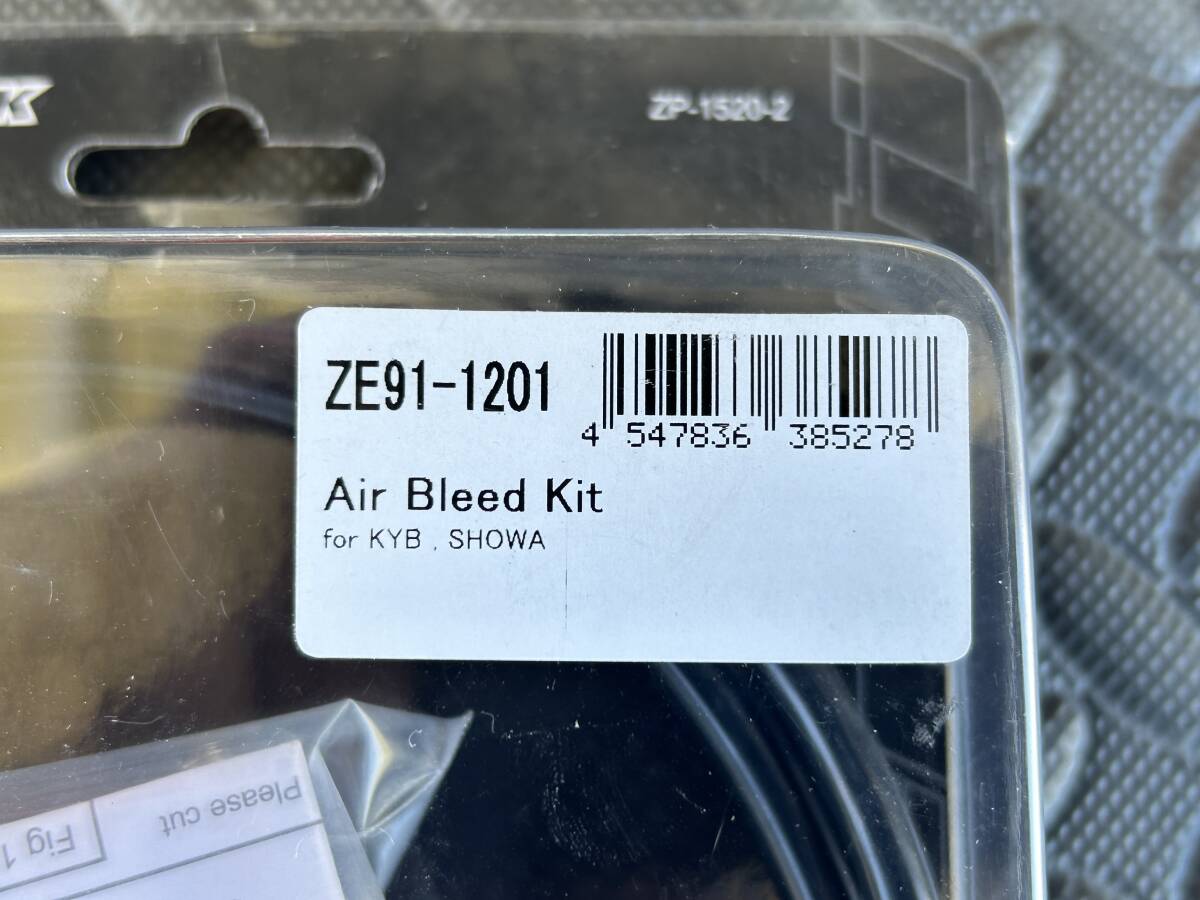 K
ZP-1520-2
ZE91-1201
4 547836 385278
Air Bleed Kit
for KYB , SHOWA
Please cut
Fig 1